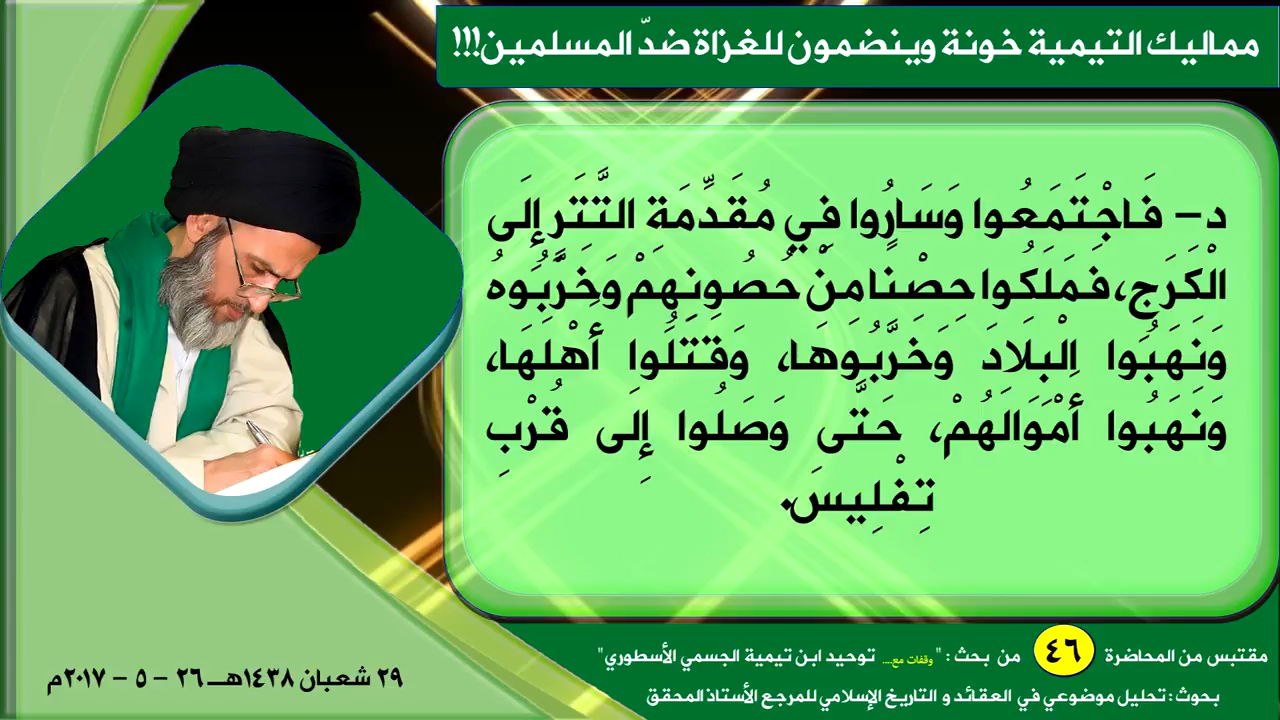 مماليك التيمية خونة وينضمون للغزاة ضدّ المسلمين!!!
د- فَاجْتَمَعُوا وَسَارُوا فِي مُقَدِّمَةِ التَّتَرِ إِلَى
الْكَرَجِ، فَمَلَكُوا حِصْنًا مِنْ حُصُونِهِمْ وَخَرَّبُوهُ
وَنَهَبُوا الْبِلَادَ وَخَرَّبُوهَا، وَقَتَلُوا أَهْلَهَا،
وَنَهَبُوا أَمْوَالَهُمْ، حَتَّى وَصَلُوا إِلَى قُرْبِ
تِفْلِيسَ.
مقتبس من المحاضرة ٤٦ من بحث : " وقفات مع.... توحيد ابن تيمية الجسمي الأسطوري"
بحوث : تحليل موضوعي في العقائد و التاريخ الإسلامي للمرجع الأستاذ المحقق
٢٩ شعبان ١٤٣٨هـ ٢٦ - ٥ - ٢٠١٧م